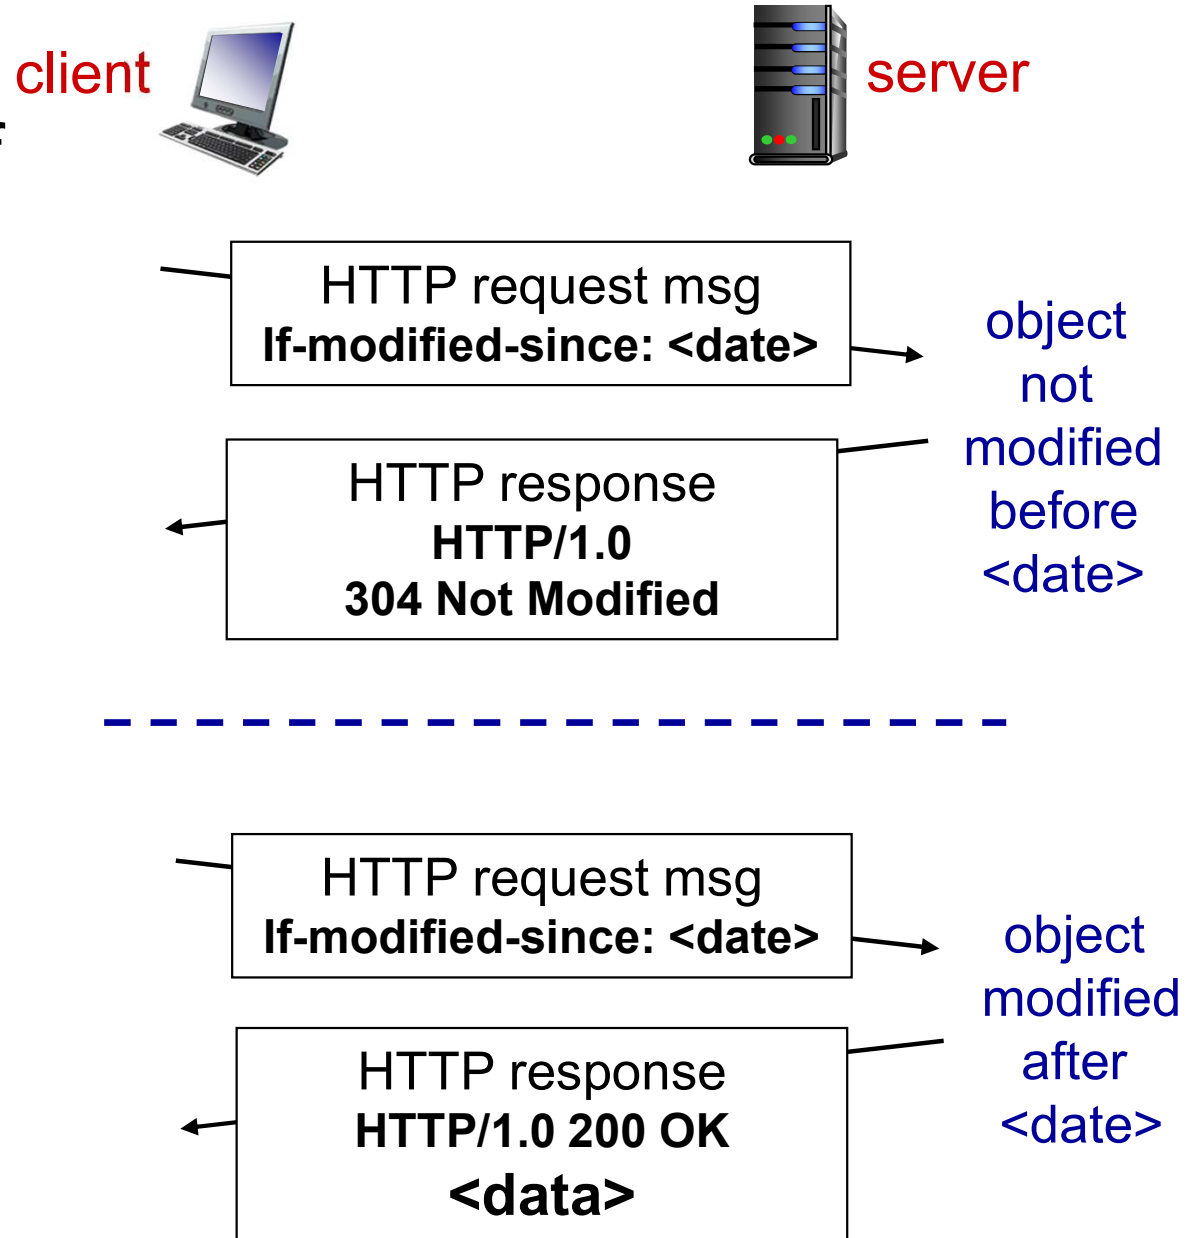 client
server
HTTP request msg
If-modified-since: <date>
object
not
modified
before
<date>
HTTP response
HTTP/1.0
304 Not Modified
HTTP request msg
If-modified-since: <date>
object
modified
after
<date>
HTTP response
HTTP/1.0 200 OK
<data>